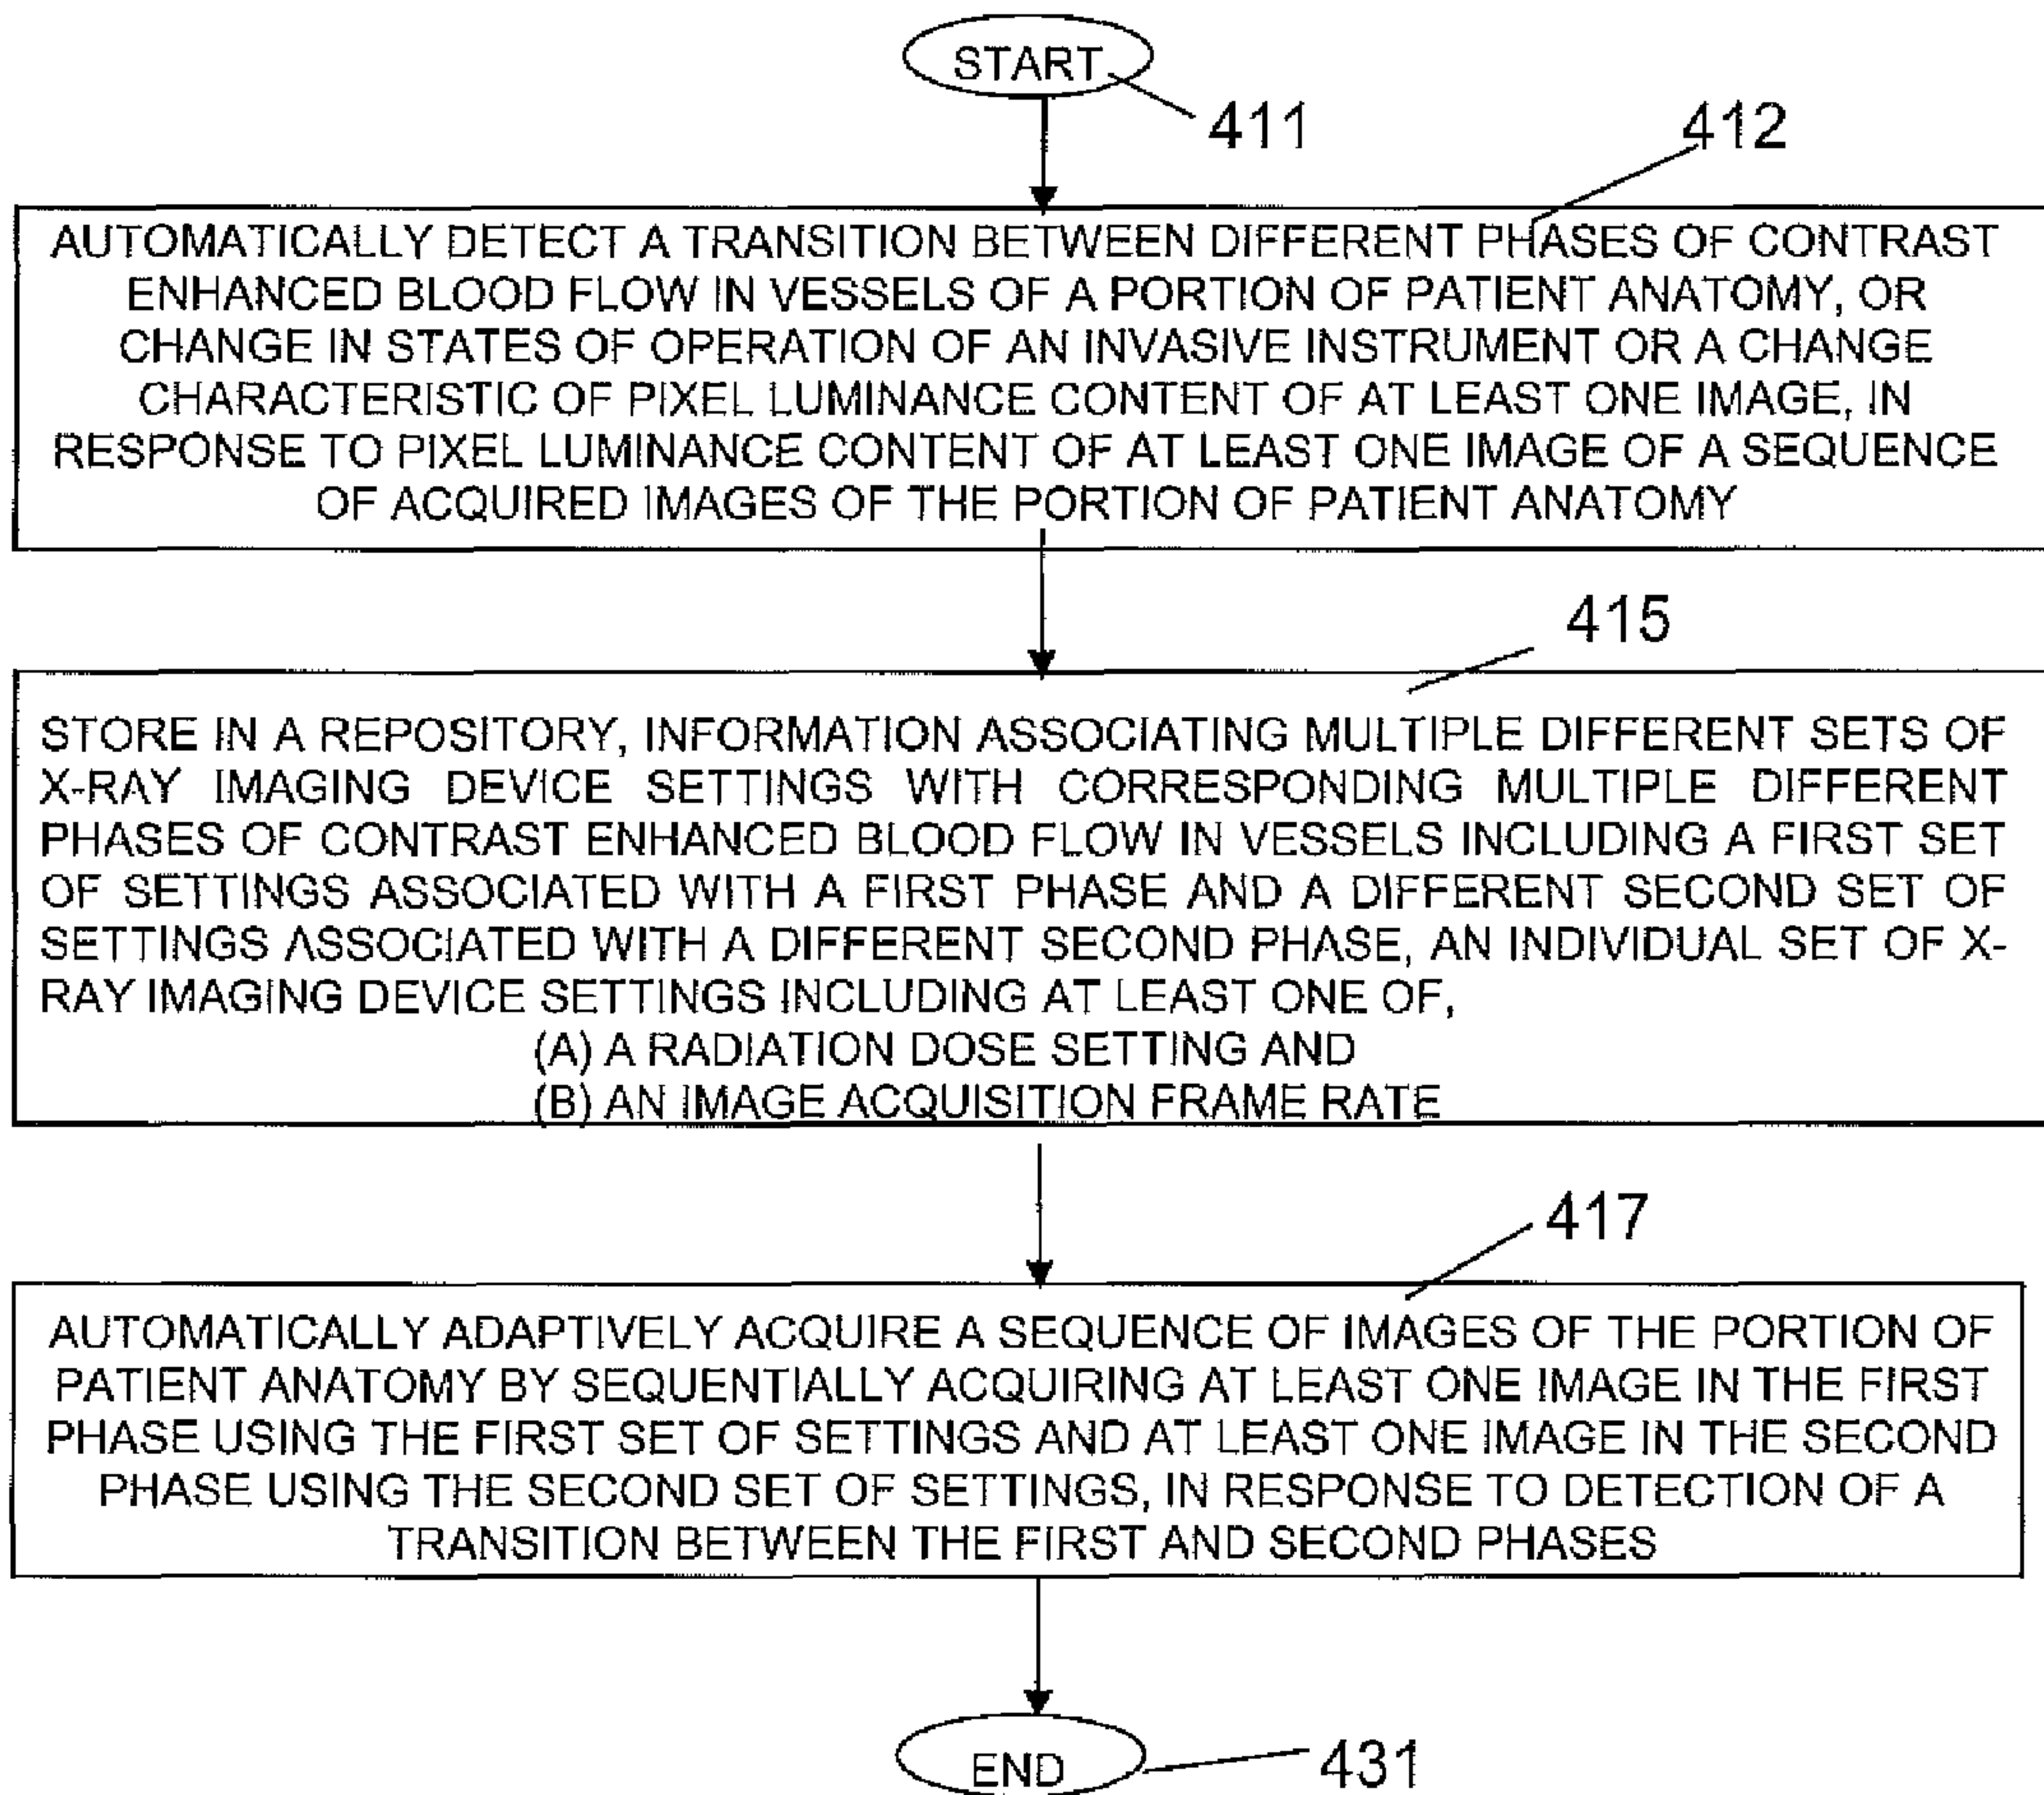 START
411
412
AUTOMATICALLY DETECT A TRANSITION BETWEEN DIFFERENT PHASES OF CONTRAST
ENHANCED BLOOD FLOW IN VESSELS OF A PORTION OF PATIENT ANATOMY, OR
CHANGE IN STATES OF OPERATION OF AN INVASIVE INSTRUMENT OR A CHANGE
CHARACTERISTIC OF PIXEL LUMINANCE CONTENT OF AT LEAST ONE IMAGE, IN
RESPONSE TO PIXEL LUMINANCE CONTENT OF AT LEAST ONE IMAGE OF A SEQUENCE
OF ACQUIRED IMAGES OF THE PORTION OF PATIENT ANATOMY
415
STORE IN A REPOSITORY, INFORMATION ASSOCIATING MULTIPLE DIFFERENT SETS OF
X-RAY IMAGING DEVICE SETTINGS WITH CORRESPONDING MULTIPLE DIFFERENT
PHASES OF CONTRAST ENHANCED BLOOD FLOW IN VESSELS INCLUDING A FIRST SET
OF SETTINGS ASSOCIATED WITH A FIRST PHASE AND A DIFFERENT SECOND SET OF
SETTINGS ASSOCIATED WITH A DIFFERENT SECOND PHASE, AN INDIVIDUAL SET OF X-
RAY IMAGING DEVICE SETTINGS INCLUDING AT LEAST ONE OF,
(A) A RADIATION DOSE SETTING AND
(B) AN IMAGE ACQUISITION FRAME RATE
417
AUTOMATICALLY ADAPTIVELY ACQUIRE A SEQUENCE OF IMAGES OF THE PORTION OF
PATIENT ANATOMY BY SEQUENTIALLY ACQUIRING AT LEAST ONE IMAGE IN THE FIRST
PHASE USING THE FIRST SET OF SETTINGS AND AT LEAST ONE IMAGE IN THE SECOND
PHASE USING THE SECOND SET OF SETTINGS, IN RESPONSE TO DETECTION OF A
TRANSITION BETWEEN THE FIRST AND SECOND PHASES
END
431